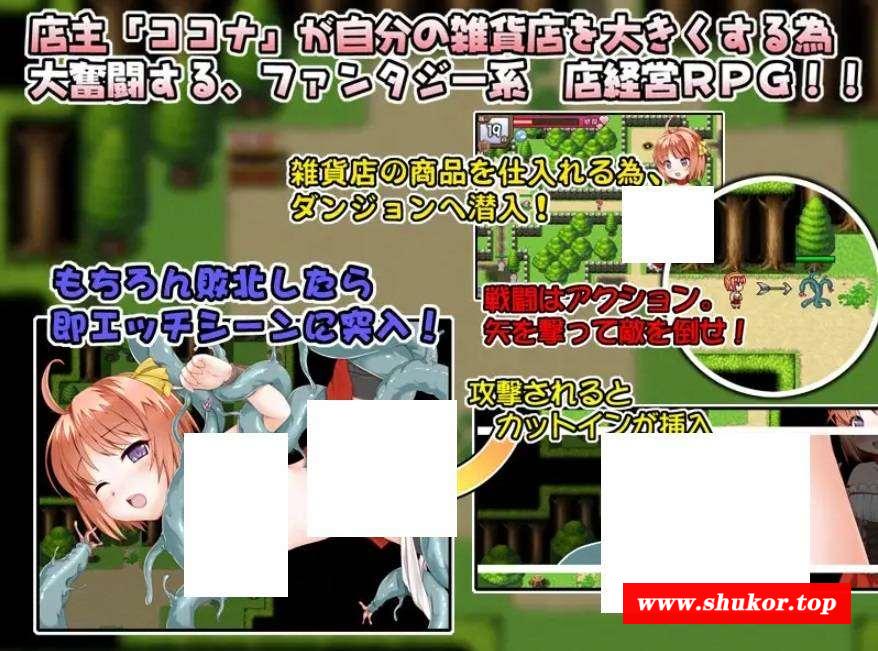 店主『ココナ』が自分の雑貨店を大きくする為
大奮闘する、ファンタジー系　店経営RPG！！
19
雑貨店の商品を仕入れる為、
ダンジョンへ潜入！
もちろん敗北したら
即エッチシーンに突入！
戦闘はアクション。
矢を撃って敵を倒せ！
攻撃されると
カットインが挿入
www.shukor.top